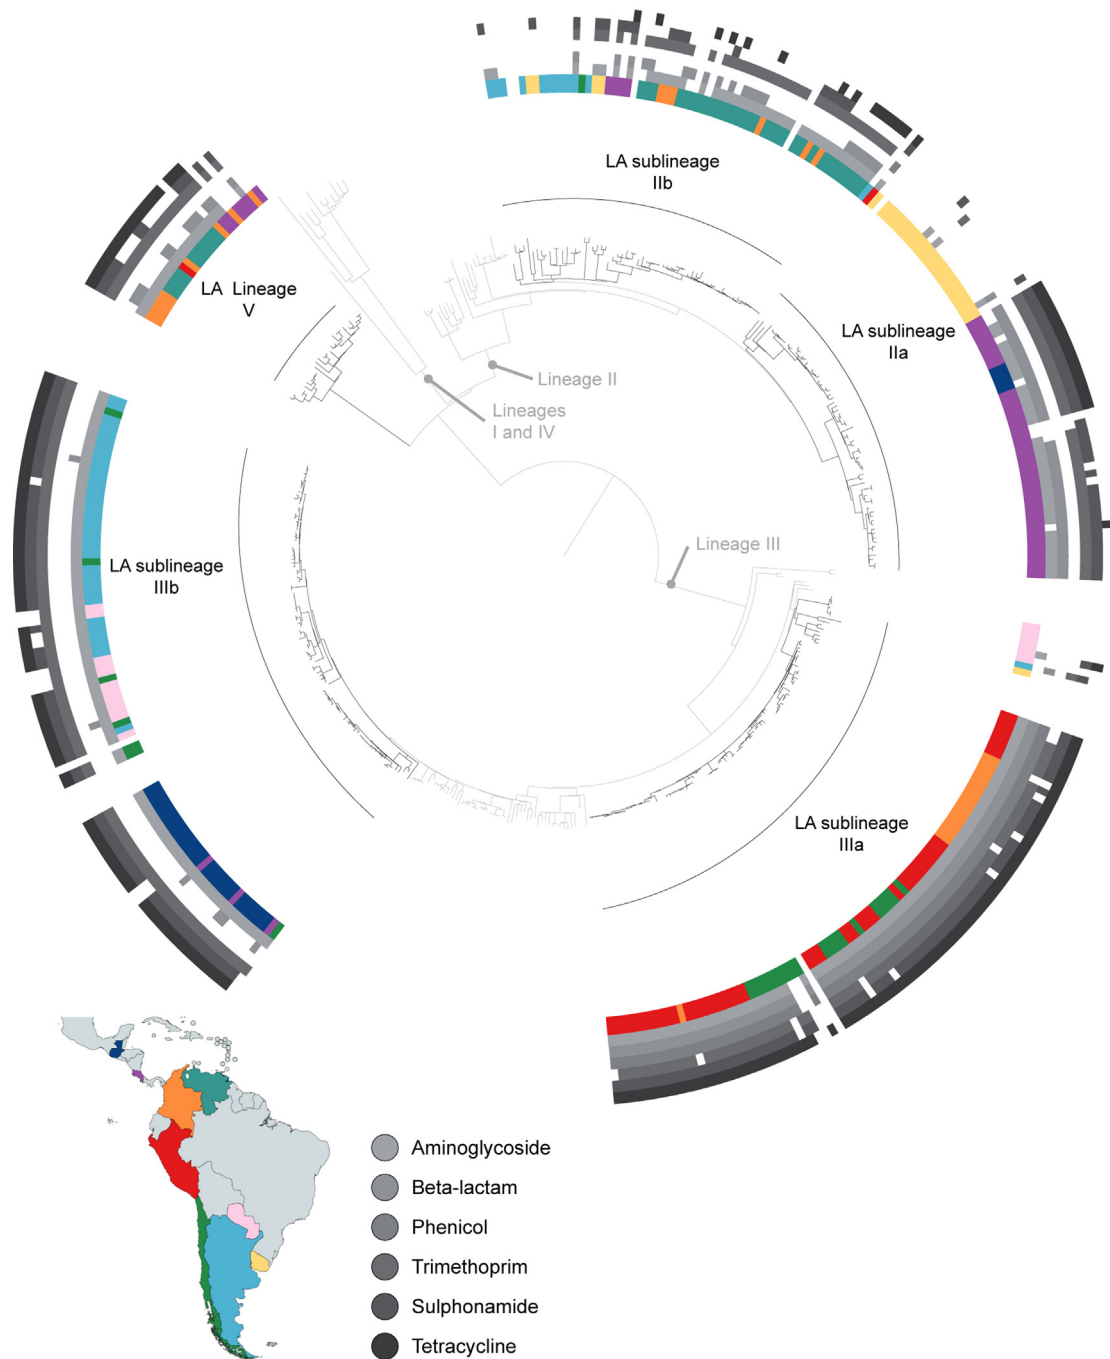 LA sublineage
IIb
LA Lineage
V
LA sublineage
IIa
Lineage II
Lineages
I and IV
Lineage III
LA sublineage
IIIb
LA sublineage
IIIa
Aminoglycoside
Beta-lactam
Phenicol
Trimethoprim
Sulphonamide
Tetracycline